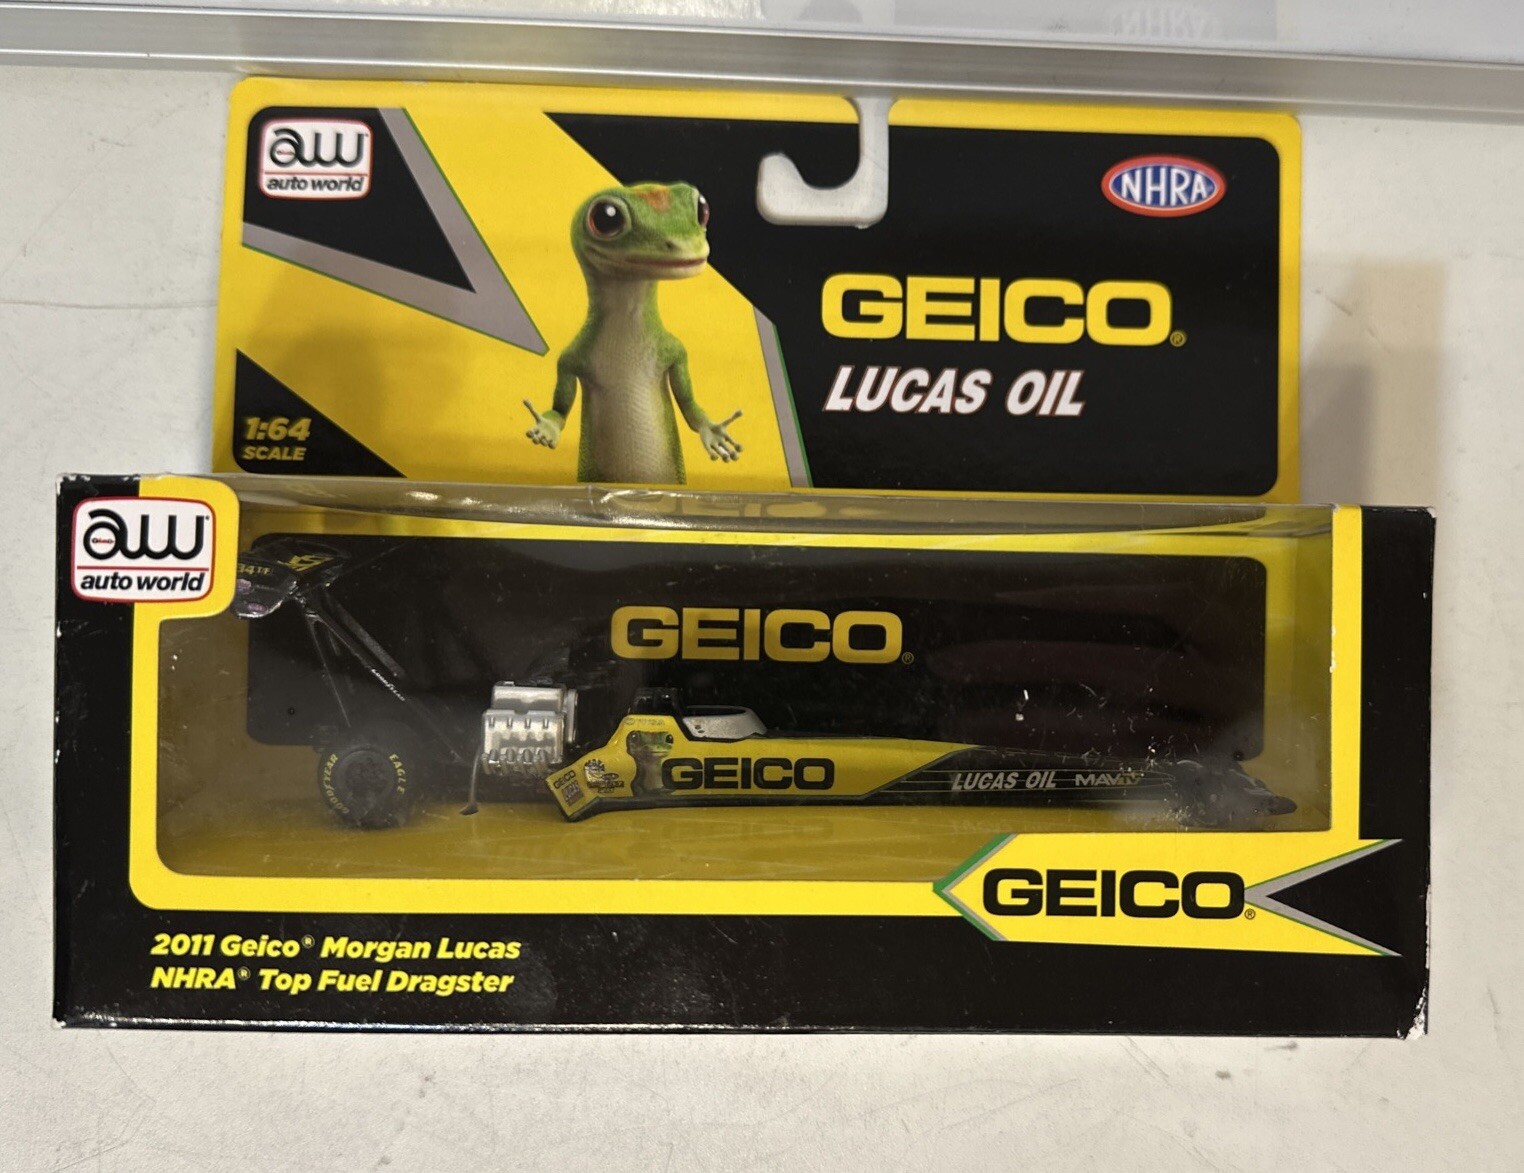 aw
auto world
NHRA
GEICO®
LUCAS OIL
1:64
SCALE
aw
auto world
GEICO®
GOODYEAR
EAGLE
GEICO
GEICO
LUCAS OIL
GEICO®
2011 Geico® Morgan Lucas
NHRA® Top Fuel Dragster